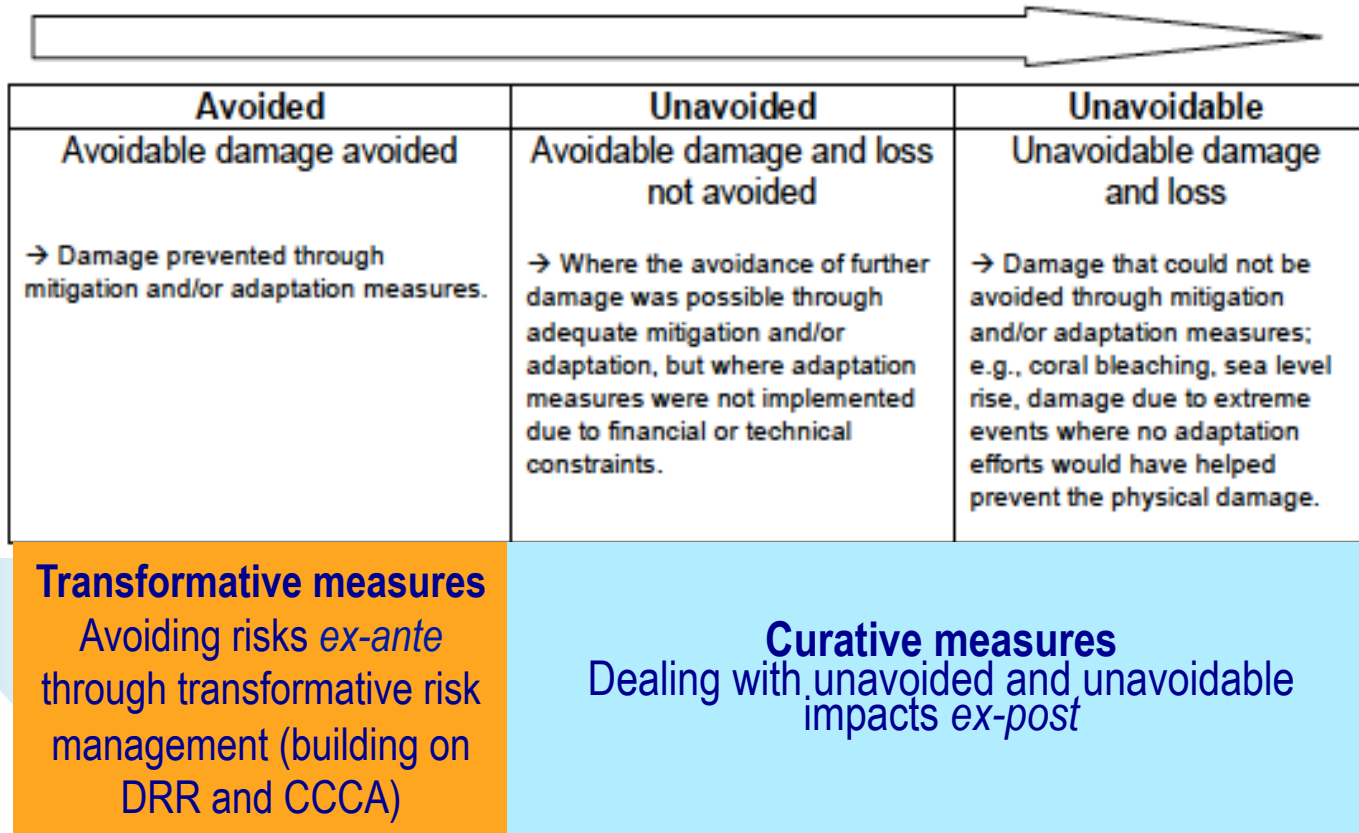 Avoided
Unavoided
Unavoidable
Avoidable damage avoided
→ Damage prevented through
mitigation and/or adaptation measures.
Avoidable damage and loss
not avoided
→ Where the avoidance of further
damage was possible through
adequate mitigation and/or
adaptation, but where adaptation
measures were not implemented
due to financial or technical
constraints.
Unavoidable damage
and loss
→ Damage that could not be
avoided through mitigation
and/or adaptation measures;
e.g., coral bleaching, sea level
rise, damage due to extreme
events where no adaptation
efforts would have helped
prevent the physical damage.
Transformative measures
Avoiding risks ex-ante
through transformative risk
management (building on
DRR and CCCA)
Curative measures
Dealing with unavoided and unavoidable
impacts ex-post